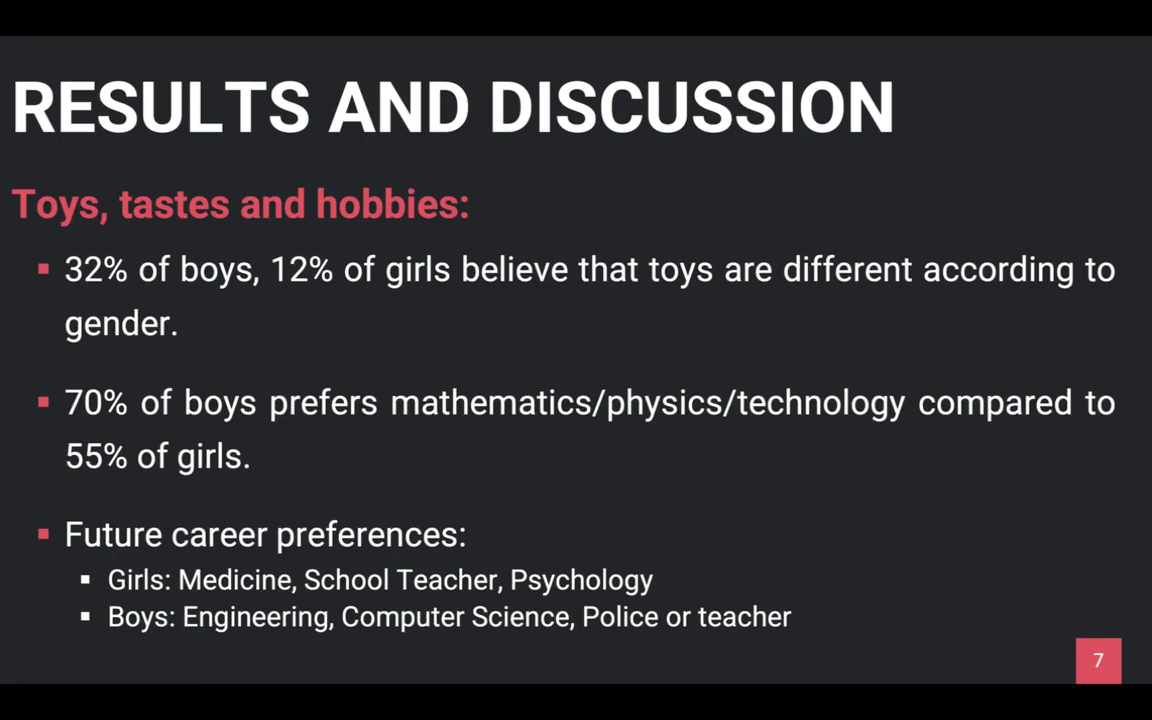 RESULTS AND DISCUSSION
Toys, tastes and hobbies:
▪ 32% of boys, 12% of girls believe that toys are different according to
gender.
▪ 70% of boys prefers mathematics/physics/technology compared to
55% of girls.
▪ Future career preferences:
▪ Girls: Medicine, School Teacher, Psychology
▪ Boys: Engineering, Computer Science, Police or teacher
7